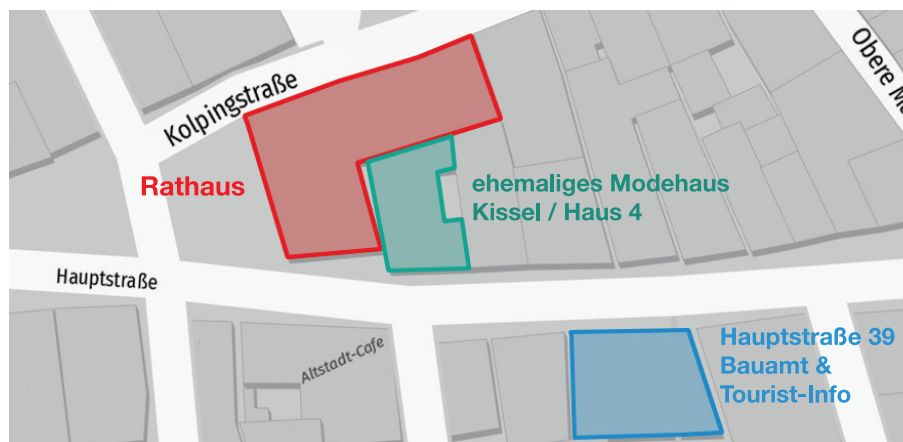 Obere
Kolpingstraße
Rathaus
ehemaliges Modehaus
Kissel / Haus 4
Hauptstraße
Altstadt-Cafe
Hauptstraße 39
Bauamt &
Tourist-Info